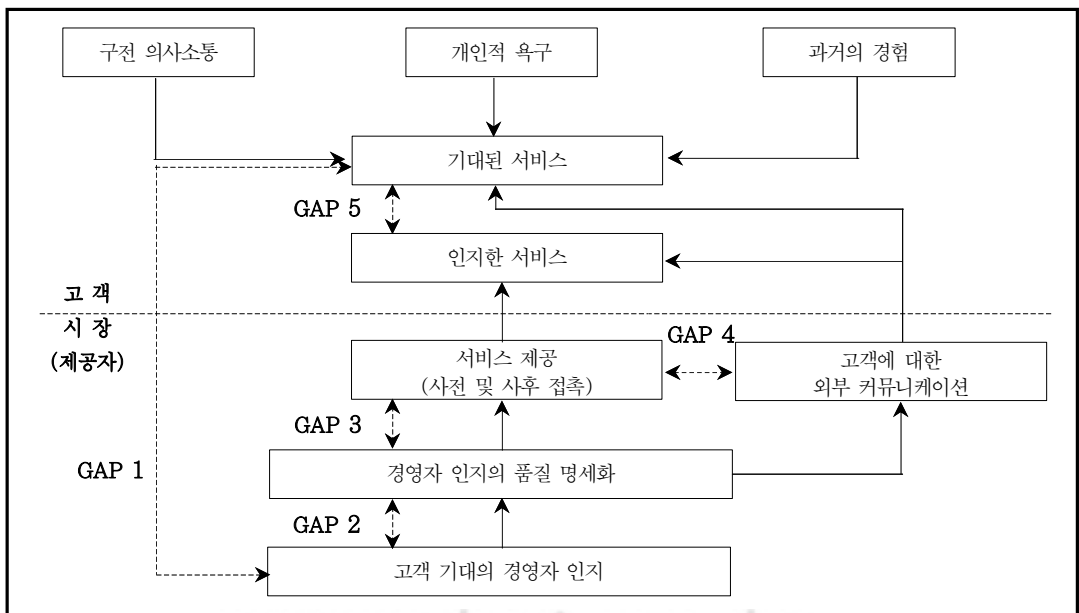 구전 의사소통
개인적 욕구
과거의 경험
기대된 서비스
GAP 5
인지한 서비스
고 객
시 장
(제공자)
GAP 4
서비스 제공
(사전 및 사후 접촉)
고객에 대한
외부 커뮤니케이션
GAP 3
GAP 1
경영자 인지의 품질 명세화
GAP 2
고객 기대의 경영자 인지